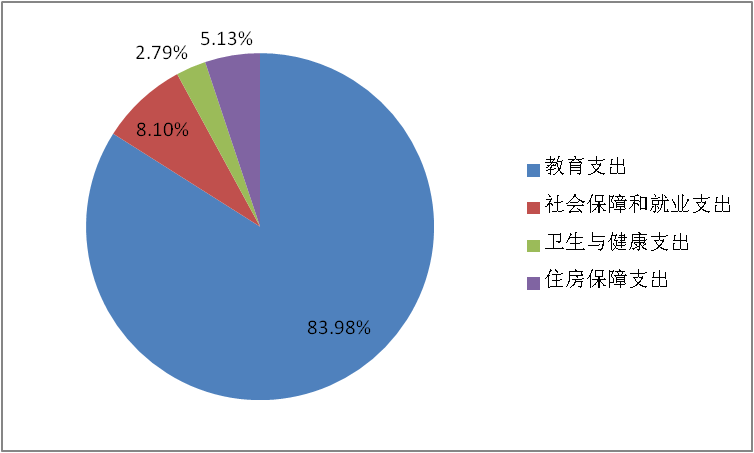 5.13%
2.79%
8.10%
83.98%
教育支出
社会保障和就业支出
卫生与健康支出
住房保障支出